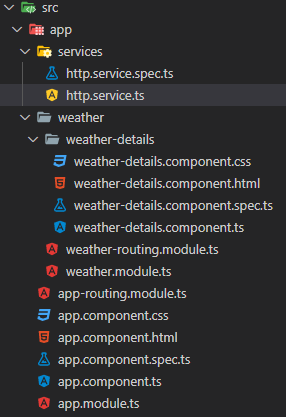 src
app
services
http.service.spec.ts
http.service.ts
weather
weather-details
weather-details.component.css
weather-details.component.html
weather-details.component.spec.ts
weather-details.component.ts
weather-routing.module.ts
weather.module.ts
app-routing.module.ts
app.component.css
app.component.html
app.component.spec.ts
app.component.ts
app.module.ts